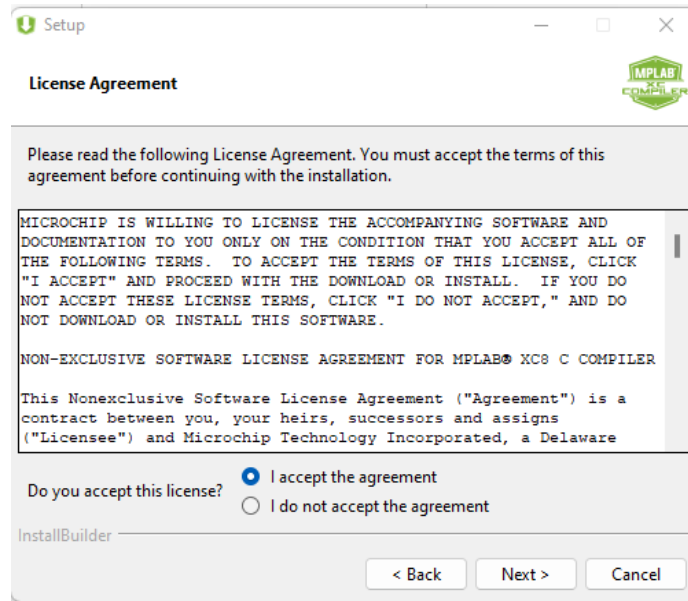 Setup
License Agreement
MPLAB
XC
COMPILER
Please read the following License Agreement. You must accept the terms of this
agreement before continuing with the installation.
MICROCHIP IS WILLING TO LICENSE THE ACCOMPANYING SOFTWARE AND
DOCUMENTATION TO YOU ONLY ON THE CONDITION THAT YOU ACCEPT ALL OF
THE FOLLOWING TERMS.  TO ACCEPT THE TERMS OF THIS LICENSE, CLICK
"I ACCEPT" AND PROCEED WITH THE DOWNLOAD OR INSTALL.  IF YOU DO
NOT ACCEPT THESE LICENSE TERMS, CLICK "I DO NOT ACCEPT," AND DO
NOT DOWNLOAD OR INSTALL THIS SOFTWARE.
NON-EXCLUSIVE SOFTWARE LICENSE AGREEMENT FOR MPLAB® XC8 C COMPILER
This Nonexclusive Software License Agreement ("Agreement") is a
contract between you, your heirs, successors and assigns
("Licensee") and Microchip Technology Incorporated, a Delaware
Do you accept this license?
I accept the agreement
I do not accept the agreement
InstallBuilder
< Back
Next >
Cancel